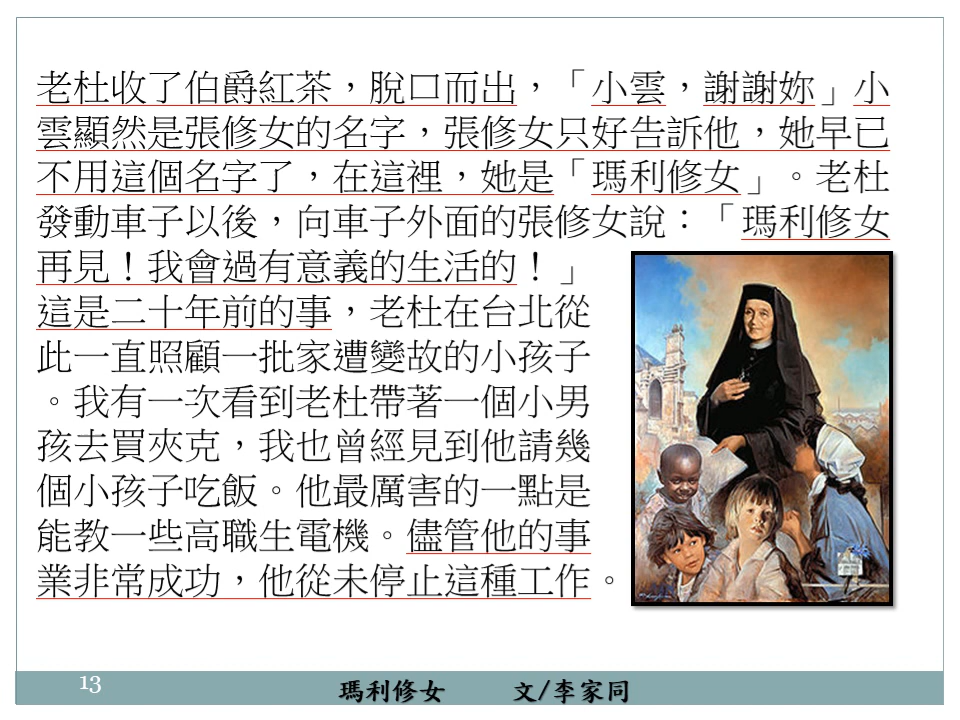 老杜收了伯爵紅茶，脫口而出，「小雲，謝謝妳」小
雲顯然是張修女的名字，張修女只好告訴他，她早已
不用這個名字了，在這裡，她是「瑪利修女」。老杜
發動車子以後，向車子外面的張修女說：「瑪利修女
再見！我會過有意義的生活的！」
這是二十年前的事，老杜在台北從
此一直照顧一批家遭變故的小孩子
。我有一次看到老杜帶著一個小男
孩去買夾克，我也曾經見到他請幾
個小孩子吃飯。他最厲害的一點是
能教一些高職生電機。儘管他的事
業非常成功，他從未停止這種工作。
13
瑪利修女 文/李家同